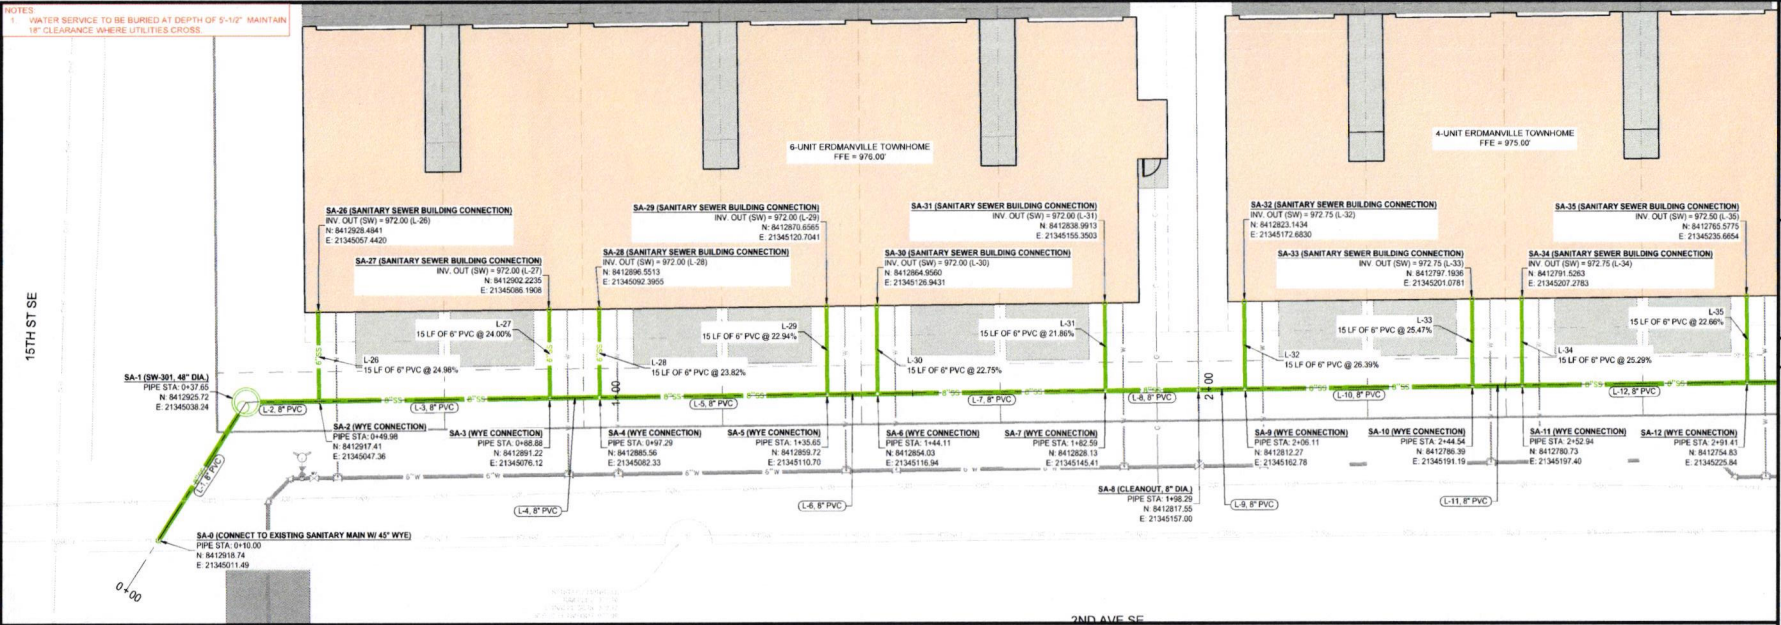 NOTES
1. WATER SERVICE TO BE BURIED AT DEPTH OF 5'-1/2" MAINTAIN
18" CLEARANCE WHERE UTILITIES CROSS.
6-UNIT ERDMANVILLE TOWNHOME
FFE = 976.00'
4-UNIT ERDMANVILLE TOWNHOME
FFE = 975.00'
SA-26 (SANITARY SEWER BUILDING CONNECTION)
INV. OUT (SW) = 972.00 (L-26)
N: 8412928.4841
E: 21345057.4420
SA-27 (SANITARY SEWER BUILDING CONNECTION)
INV. OUT (SW) = 972.00 (L-27)
N: 8412902.2235
E: 21345086.1908
SA-29 (SANITARY SEWER BUILDING CONNECTION)
INV. OUT (SW) = 972.00 (L-29)
N: 8412870.6565
E: 21345120.7041
SA-28 (SANITARY SEWER BUILDING CONNECTION)
INV. OUT (SW) = 972.00 (L-28)
N: 8412896.5513
E: 21345092.3955
SA-31 (SANITARY SEWER BUILDING CONNECTION)
INV. OUT (SW) = 972.00 (L-31)
N: 8412838.9913
E: 21345155.3503
SA-30 (SANITARY SEWER BUILDING CONNECTION)
INV. OUT (SW) = 972.00 (L-30)
N: 8412864.9560
E: 21345126.9431
SA-32 (SANITARY SEWER BUILDING CONNECTION)
INV. OUT (SW) = 972.75 (L-32)
N: 8412823.1434
E: 21345172.6830
SA-33 (SANITARY SEWER BUILDING CONNECTION)
INV. OUT (SW) = 972.75 (L-33)
N: 8412797.1936
E: 21345201.0781
SA-35 (SANITARY SEWER BUILDING CONNECTION)
INV. OUT (SW) = 972.50 (L-35)
N: 8412765.5775
E: 21345235.6654
SA-34 (SANITARY SEWER BUILDING CONNECTION)
INV. OUT (SW) = 972.75 (L-34)
N: 8412791.5263
E: 21345207.2783
15TH ST SE
L-26
15 LF OF 6" PVC @ 24.98%
L-27
15 LF OF 6" PVC @ 24.00%
L-28
15 LF OF 6" PVC @ 23.82%
L-29
15 LF OF 6" PVC @ 22.94%
L-30
15 LF OF 6" PVC @ 22.75%
L-31
15 LF OF 6" PVC @ 21.86%
L-32
15 LF OF 6" PVC @ 26.39%
L-33
15 LF OF 6" PVC @ 25.47%
L-34
15 LF OF 6" PVC @ 25.29%
L-35
15 LF OF 6" PVC @ 22.66%
SA-1 (SW-301, 48" DIA.)
PIPE STA: 0+37.65
N: 8412925.72
E: 21345038.24
L-2, 8" PVC
8"SS
L-3, 8" PVC
8"SS
1+00
8"SS
L-5, 8" PVC
8"SS
8"SS
L-7, 8" PVC
8"SS
8"SS
L-8, 8" PVC
2+00
8"SS
L-10, 8" PVC
8"SS
8"SS
L-12, 8" PVC
8"SS
SA-2 (WYE CONNECTION)
PIPE STA: 0+49.98
N: 8412917.41
E: 21345047.36
SA-3 (WYE CONNECTION)
PIPE STA: 0+88.88
N: 8412891.22
E: 21345076.12
SA-4 (WYE CONNECTION)
PIPE STA: 0+97.29
N: 8412885.56
E: 21345082.33
SA-5 (WYE CONNECTION)
PIPE STA: 1+35.65
N: 8412859.72
E: 21345110.70
SA-6 (WYE CONNECTION)
PIPE STA: 1+44.11
N: 8412854.03
E: 21345116.94
SA-7 (WYE CONNECTION)
PIPE STA: 1+82.59
N: 8412828.13
E: 21345145.41
SA-9 (WYE CONNECTION)
PIPE STA: 2+06.11
N: 8412812.27
E: 21345162.78
SA-10 (WYE CONNECTION)
PIPE STA: 2+44.54
N: 8412786.39
E: 21345191.19
SA-11 (WYE CONNECTION)
PIPE STA: 2+52.94
N: 8412780.73
E: 21345197.40
SA-12 (WYE CONNECTION)
PIPE STA: 2+91.41
N: 8412754.83
E: 21345225.84
L-1, 8" PVC
6"W
6"W
6"W
SA-8 (CLEANOUT, 8" DIA.)
PIPE STA: 1+98.29
N: 8412817.55
E: 21345157.00
L-4, 8" PVC
L-6, 8" PVC
L-9, 8" PVC
L-11, 8" PVC
SA-0 (CONNECT TO EXISTING SANITARY MAIN W/ 45° WYE)
PIPE STA: 0+10.00
N: 8412918.74
E: 21345011.49
0+00
2ND AVE SE